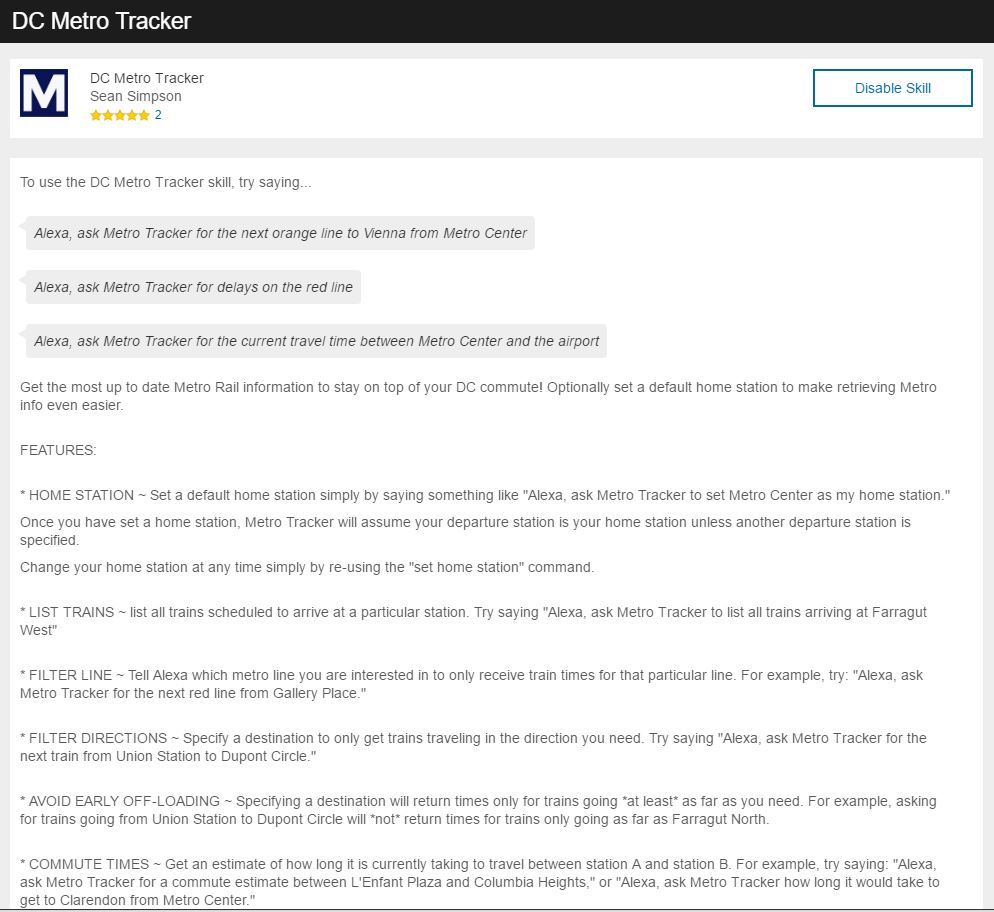 DC Metro Tracker
M
DC Metro Tracker
Sean Simpson
2
Disable Skill
To use the DC Metro Tracker skill, try saying...
Alexa, ask Metro Tracker for the next orange line to Vienna from Metro Center
Alexa, ask Metro Tracker for delays on the red line
Alexa, ask Metro Tracker for the current travel time between Metro Center and the airport
Get the most up to date Metro Rail information to stay on top of your DC commute! Optionally set a default home station to make retrieving Metro
info even easier.
FEATURES:
* HOME STATION ~ Set a default home station simply by saying something like "Alexa, ask Metro Tracker to set Metro Center as my home station."
Once you have set a home station, Metro Tracker will assume your departure station is your home station unless another departure station is
specified.
Change your home station at any time simply by re-using the "set home station" command.
* LIST TRAINS ~ list all trains scheduled to arrive at a particular station. Try saying "Alexa, ask Metro Tracker to list all trains arriving at Farragut
West"
* FILTER LINE ~ Tell Alexa which metro line you are interested in to only receive train times for that particular line. For example, try: "Alexa, ask
Metro Tracker for the next red line from Gallery Place."
* FILTER DIRECTIONS ~ Specify a destination to only get trains traveling in the direction you need. Try saying "Alexa, ask Metro Tracker for the
next train from Union Station to Dupont Circle."
* AVOID EARLY OFF-LOADING ~ Specifying a destination will return times only for trains going *at least* as far as you need. For example, asking
for trains going from Union Station to Dupont Circle will *not* return times for trains only going as far as Farragut North.
* COMMUTE TIMES ~ Get an estimate of how long it is currently taking to travel between station A and station B. For example, try saying: "Alexa,
ask Metro Tracker for a commute estimate between L'Enfant Plaza and Columbia Heights," or "Alexa, ask Metro Tracker how long it would take to
get to Clarendon from Metro Center."